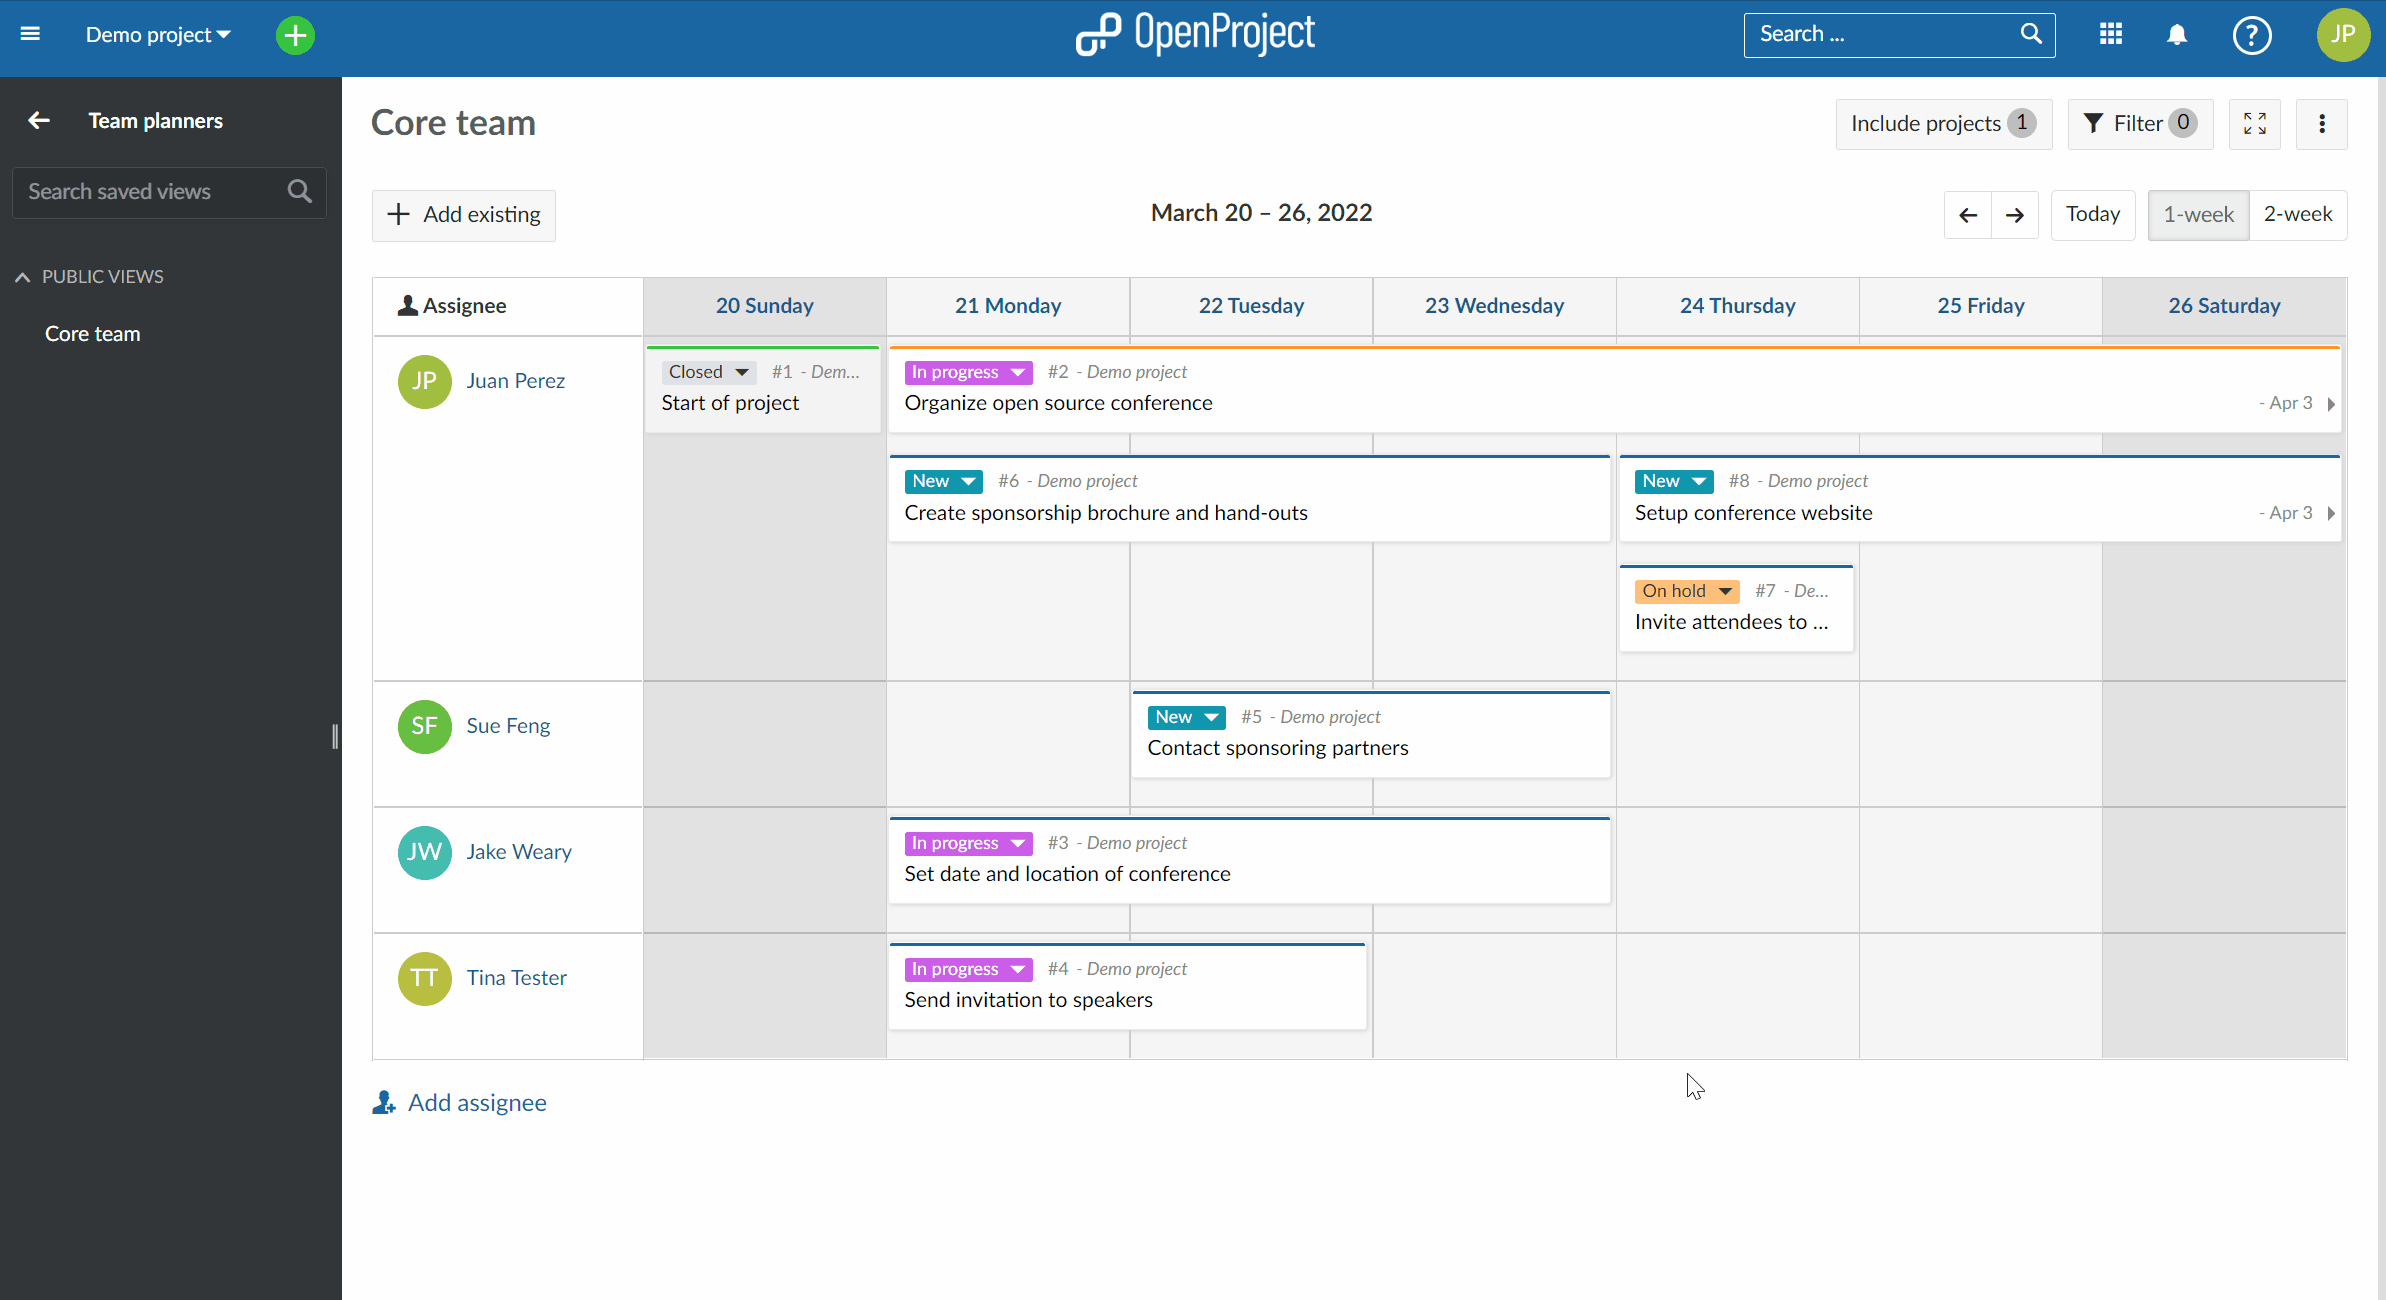 Demo project
OpenProject
Search ...
?
JP
Team planners
Search saved views
PUBLIC VIEWS
Core team
Core team
Include projects 1
Filter 0
Add existing
March 20 – 26, 2022
Today
1-week
2-week
Assignee
20 Sunday
21 Monday
22 Tuesday
23 Wednesday
24 Thursday
25 Friday
26 Saturday
JP
Juan Perez
Closed #1 - Dem...
Start of project
In progress #2 - Demo project
Organize open source conference
- Apr 3
New #6 - Demo project
Create sponsorship brochure and hand-outs
New #8 - Demo project
Setup conference website
- Apr 3
On hold #7 - De...
Invite attendees to ...
SF
Sue Feng
New #5 - Demo project
Contact sponsoring partners
JW
Jake Weary
In progress #3 - Demo project
Set date and location of conference
TT
Tina Tester
In progress #4 - Demo project
Send invitation to speakers
Add assignee